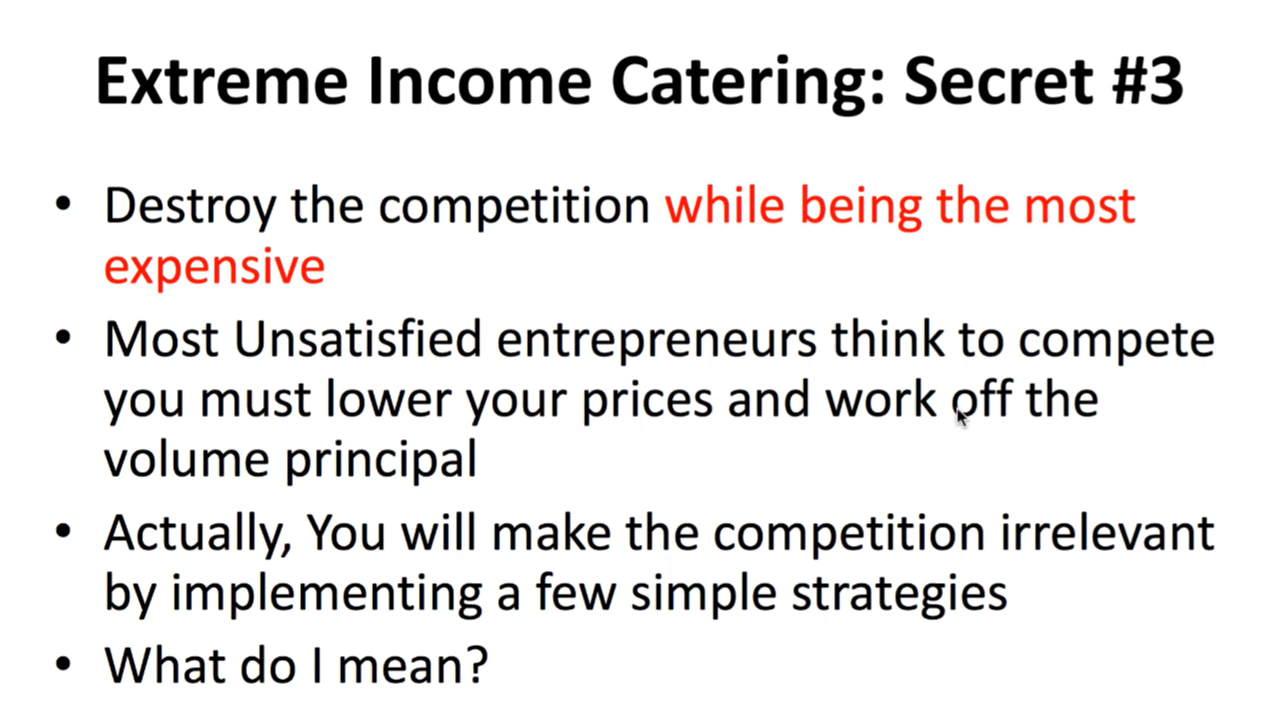 Extreme Income Catering: Secret #3
• Destroy the competition while being the most
expensive
• Most Unsatisfied entrepreneurs think to compete
you must lower your prices and work off the
volume principal
• Actually, You will make the competition irrelevant
by implementing a few simple strategies
• What do I mean?